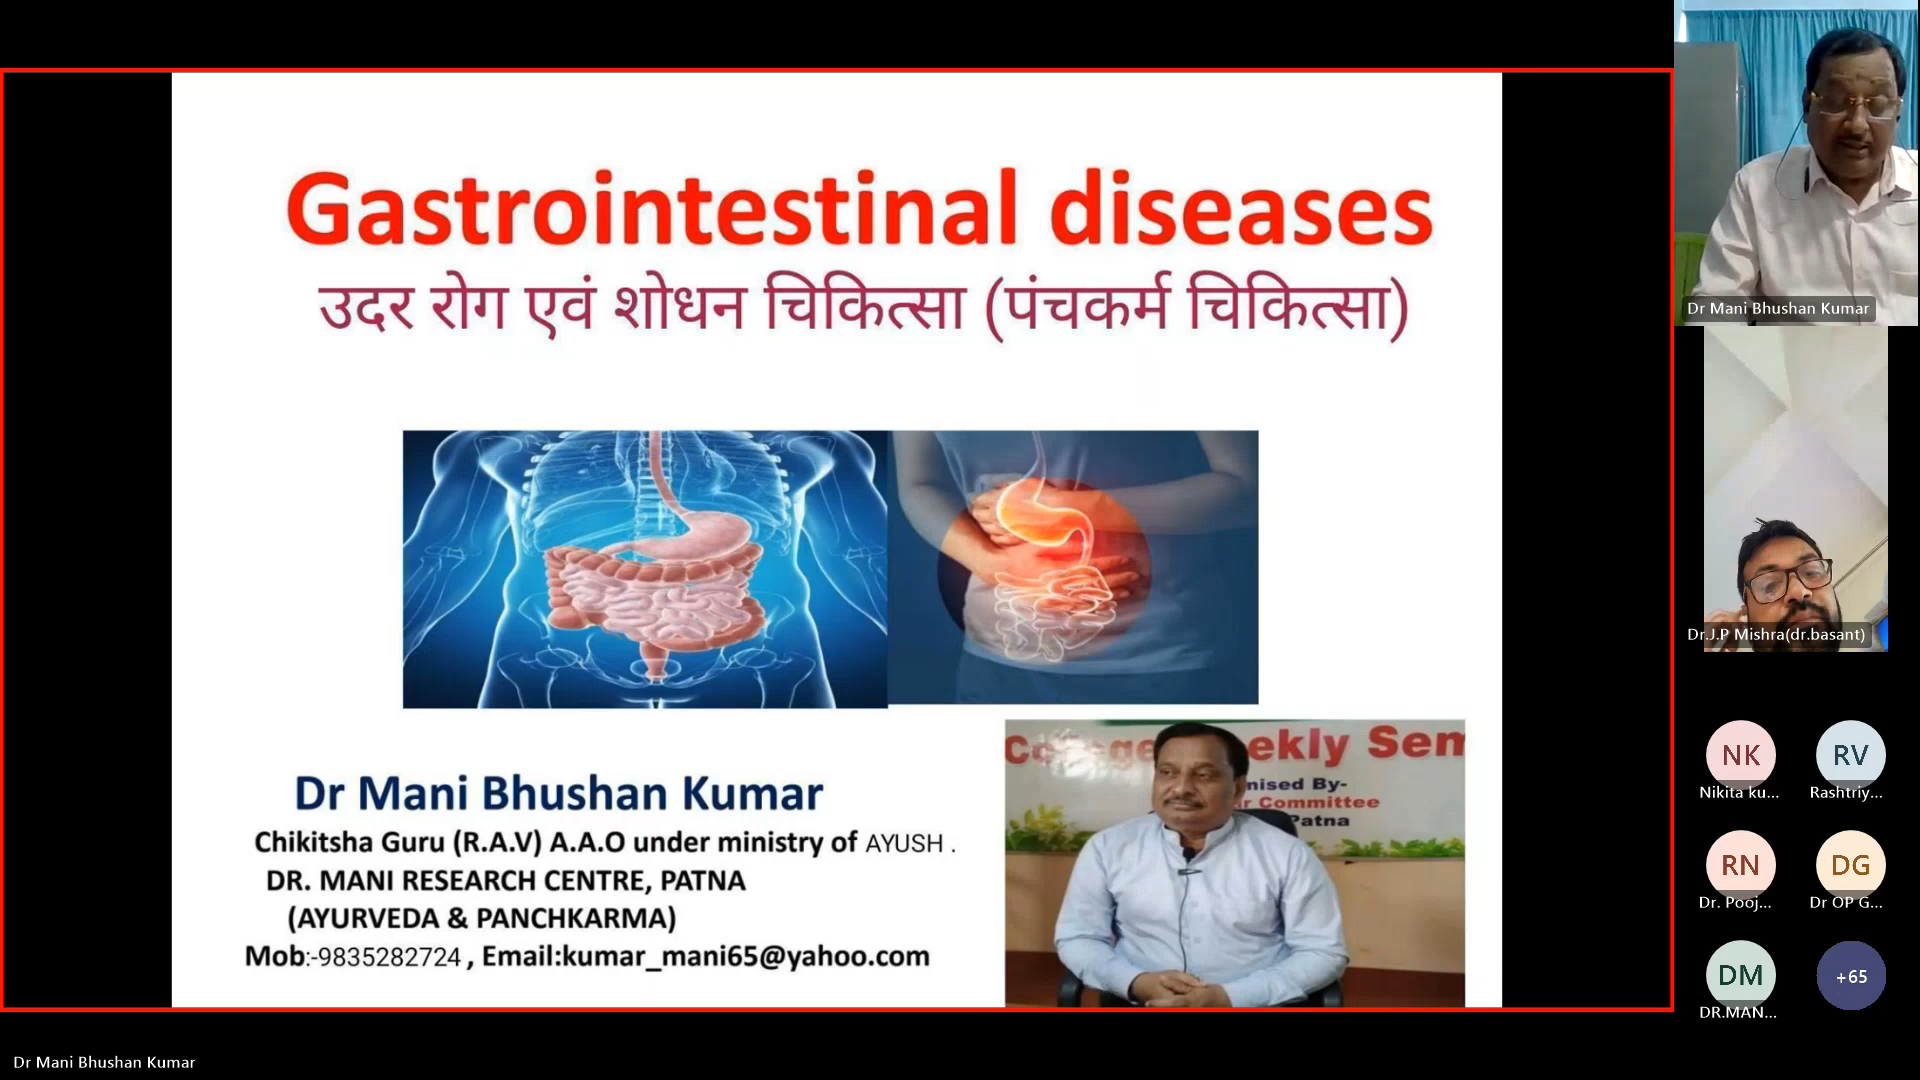 Gastrointestinal diseases
उदर रोग एवं शोधन चिकित्सा (पंचकर्म चिकित्सा)
Dr Mani Bhushan Kumar
Chikitsha Guru (R.A.V) A.A.O under ministry of AYUSH .
DR. MANI RESEARCH CENTRE, PATNA
(AYURVEDA & PANCHKARMA)
Mob:-9835282724 , Email:kumar_mani65@yahoo.com
ekly Sem
nised By-
Committee
Patna
Dr Mani Bhushan Kumar
Dr.J.P Mishra(dr.basant)
NK
Nikita ku...
RV
Rashtriy...
RN
Dr. Pooj...
DG
Dr OP G...
DM
DR.MAN...
+65
Dr Mani Bhushan Kumar